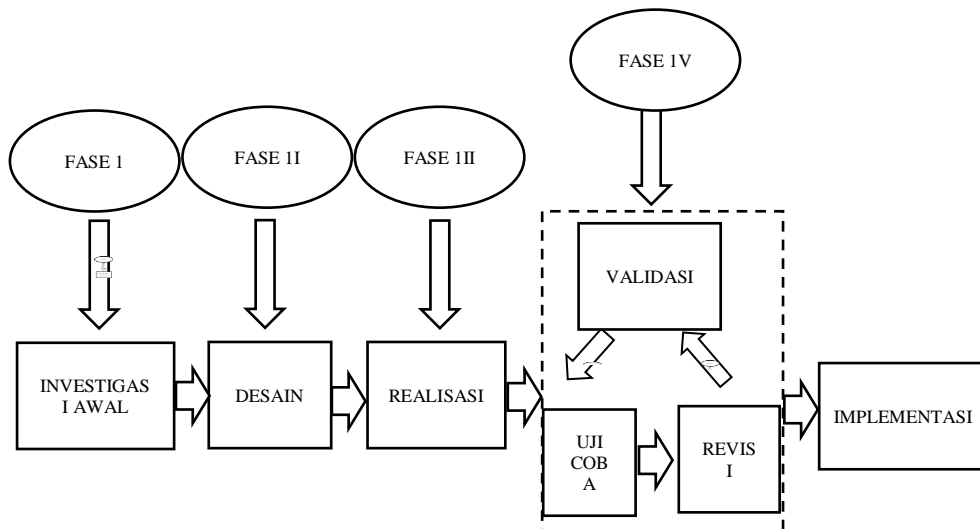 FASE 1V
FASE 1
FASE 1I
FASE 1II
VALIDASI
INVESTIGAS
I AWAL
DESAIN
REALISASI
UJI
COB
A
REVIS
I
IMPLEMENTASI